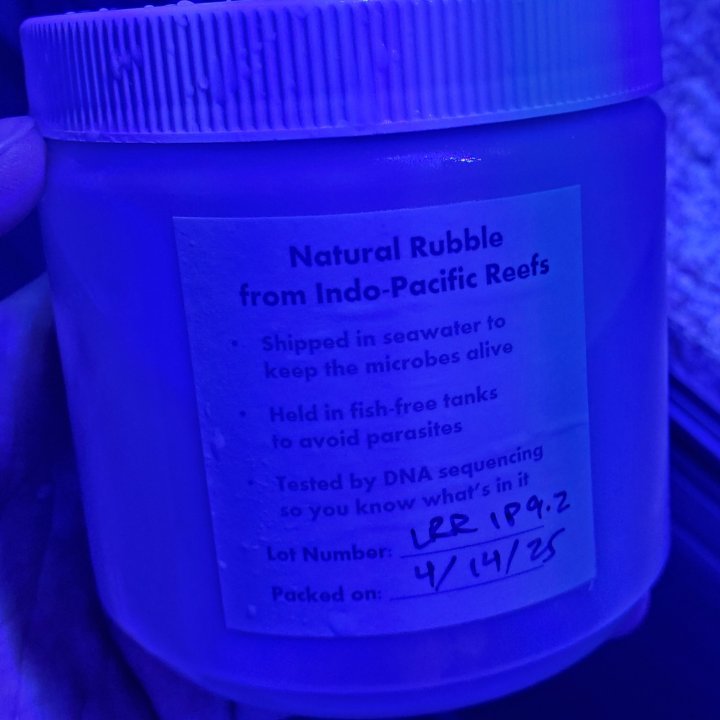 Natural Rubble
from Indo-Pacific Reefs
• Shipped in seawater to
keep the microbes alive
• Held in fish-free tanks
to avoid parasites
• Tested by DNA sequencing
so you know what's in it
Lot Number: LRR IP9.2
Packed on: 4/14/25